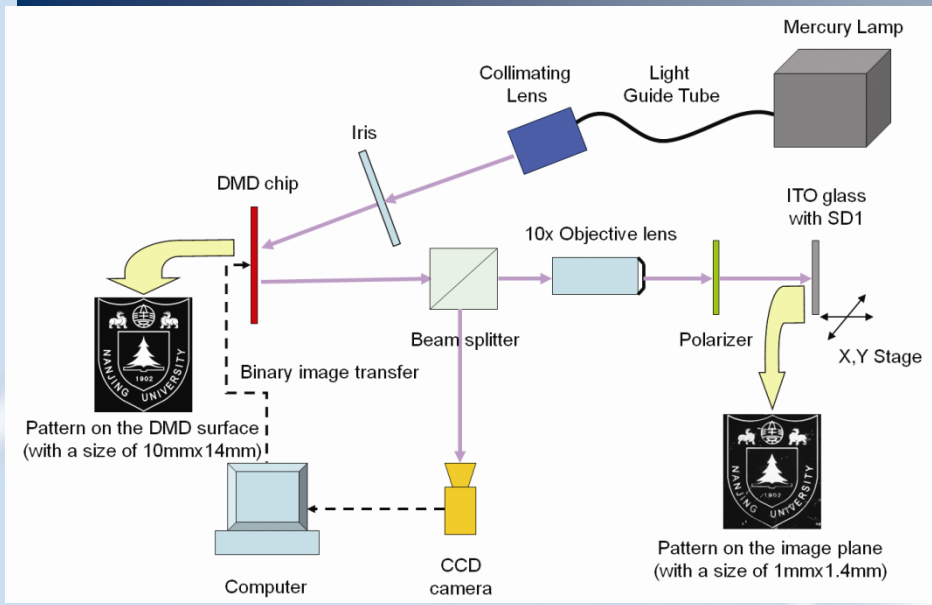 Mercury Lamp
Collimating
Lens
Light
Guide Tube
Iris
DMD chip
ITO glass
with SD1
10x Objective lens
Beam splitter
Polarizer
X,Y Stage
Binary image transfer
1902
NANJING UNIVERSITY
Pattern on the DMD surface
(with a size of 10mmx14mm)
1902
NANJING UNIVERSITY
Pattern on the image plane
(with a size of 1mmx1.4mm)
CCD
camera
Computer